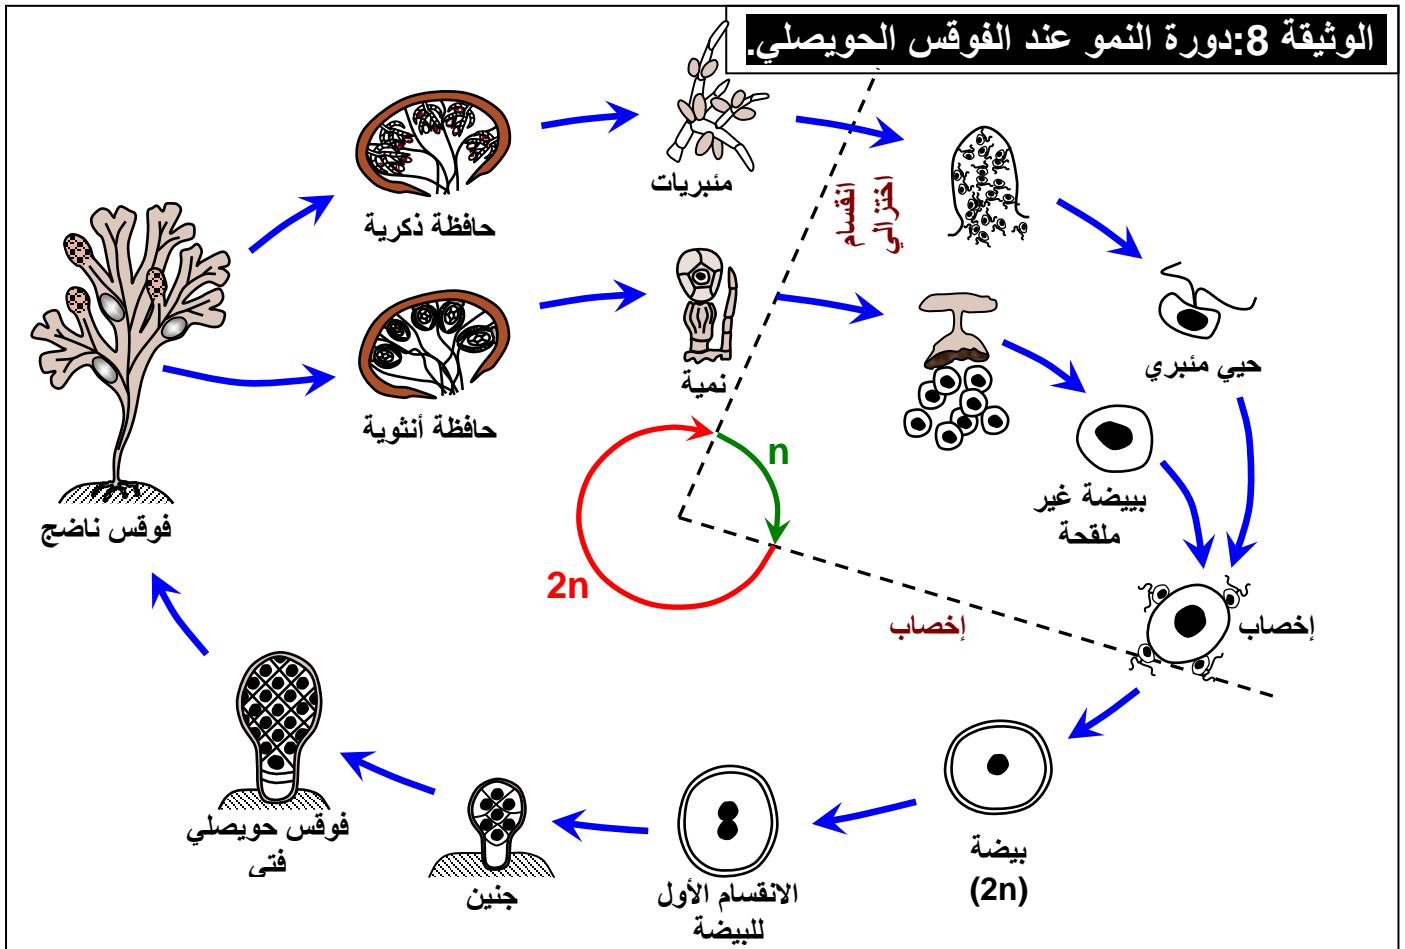 الوثيقة 8:دورة النمو عند الفوقس الحويصلي.
مئبريات
حافظة ذكرية
انقسام
اختزالي
حيي مئبري
نمية
حافظة أنثوية
n
بييضة غير
ملقحة
فوقس ناضج
2n
إخصاب
إخصاب
فوقس حويصلي
فتي
جنين
الانقسام الأول
للبيضة
بيضة
(2n)